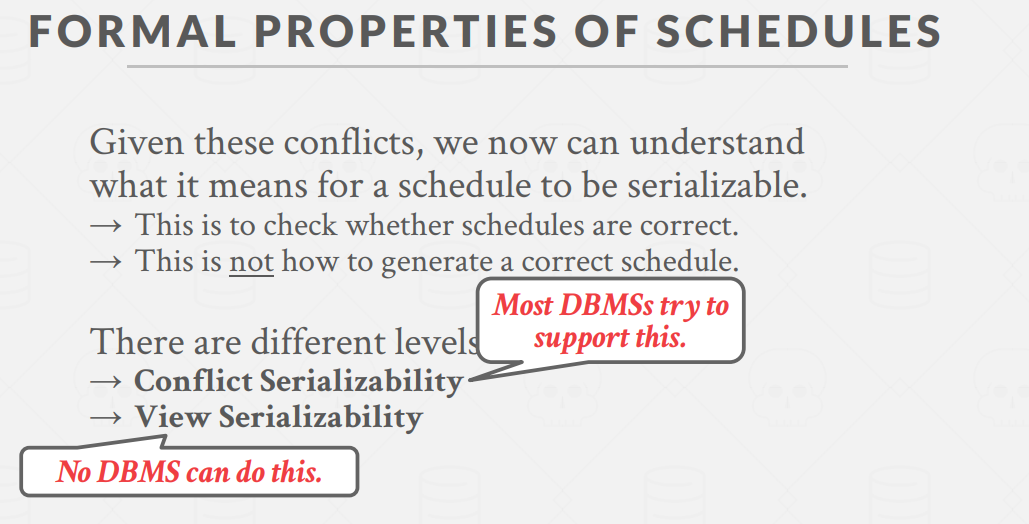 FORMAL PROPERTIES OF SCHEDULES
Given these conflicts, we now can understand
what it means for a schedule to be serializable.
→ This is to check whether schedules are correct.
→ This is not how to generate a correct schedule.
Most DBMSs try to
support this.
There are different levels
→ Conflict Serializability
→ View Serializability
No DBMS can do this.